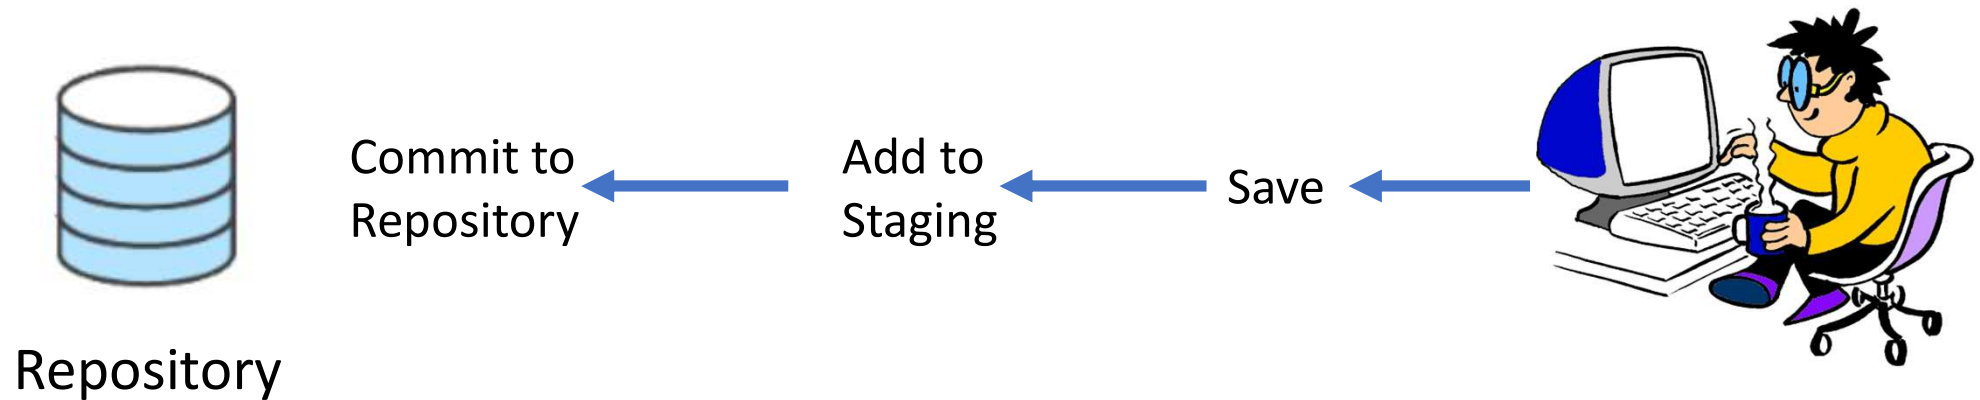 Commit to
Repository
Add to
Staging
Save
Repository